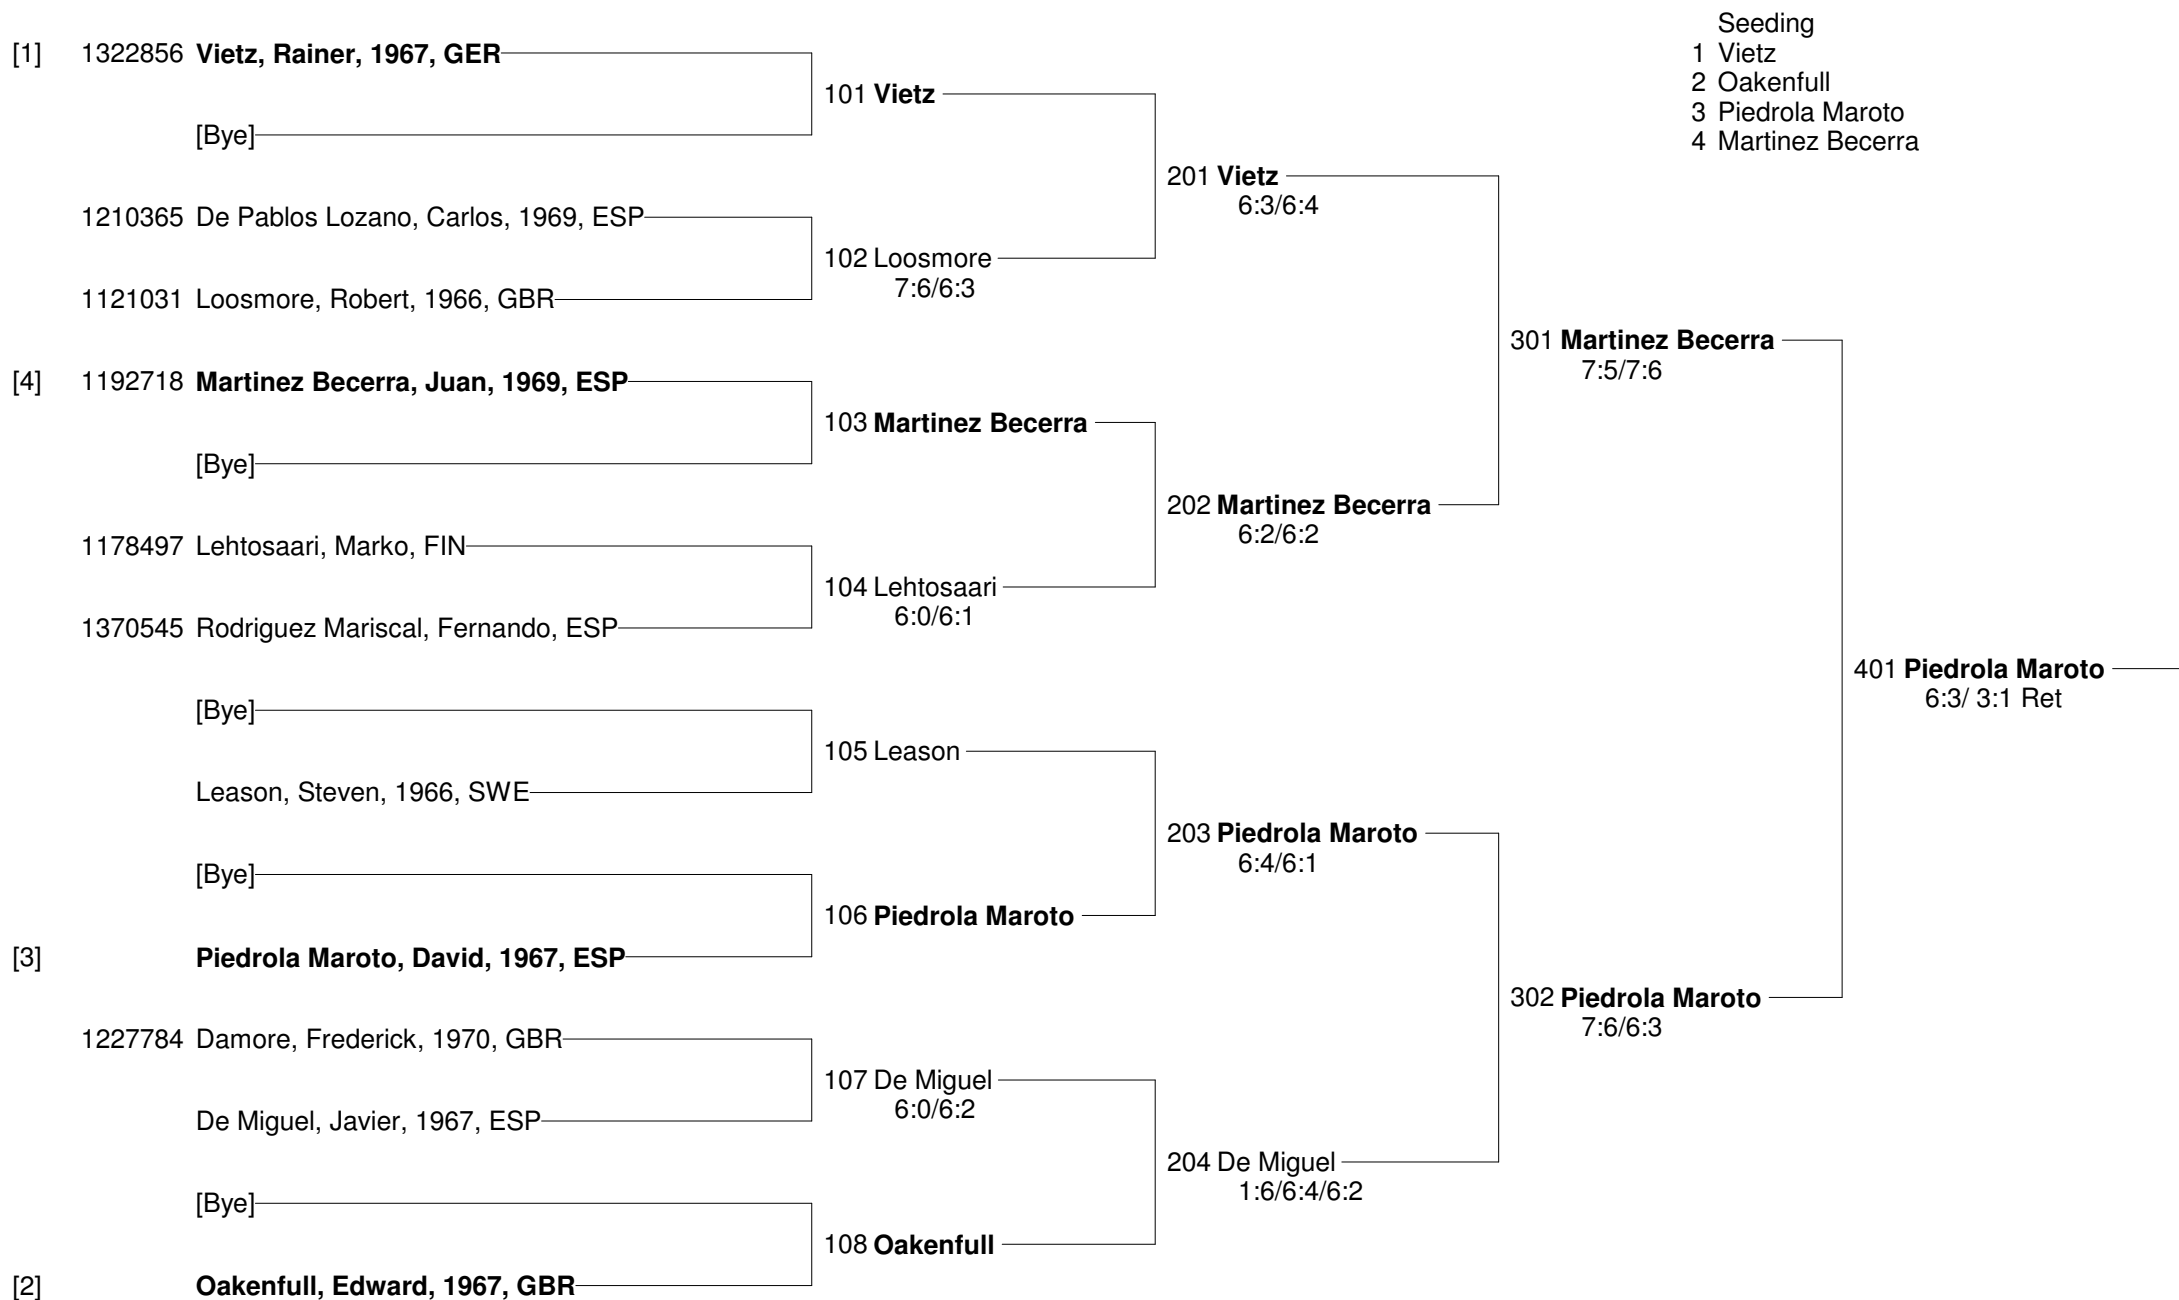 Seeding
1 Vietz
2 Oakenfull
3 Piedrola Maroto
4 Martinez Becerra
[1] 1322856 Vietz, Rainer, 1967, GER
101 Vietz
[Bye]
201 Vietz
6:3/6:4
1210365 De Pablos Lozano, Carlos, 1969, ESP
102 Loosmore
7:6/6:3
1121031 Loosmore, Robert, 1966, GBR
301 Martinez Becerra
7:5/7:6
[4] 1192718 Martinez Becerra, Juan, 1969, ESP
103 Martinez Becerra
[Bye]
202 Martinez Becerra
6:2/6:2
1178497 Lehtosaari, Marko, FIN
104 Lehtosaari
6:0/6:1
1370545 Rodriguez Mariscal, Fernando, ESP
401 Piedrola Maroto
6:3/ 3:1 Ret
[Bye]
105 Leason
Leason, Steven, 1966, SWE
203 Piedrola Maroto
6:4/6:1
[Bye]
106 Piedrola Maroto
[3] Piedrola Maroto, David, 1967, ESP
302 Piedrola Maroto
7:6/6:3
1227784 Damore, Frederick, 1970, GBR
107 De Miguel
6:0/6:2
De Miguel, Javier, 1967, ESP
204 De Miguel
1:6/6:4/6:2
[Bye]
108 Oakenfull
[2] Oakenfull, Edward, 1967, GBR